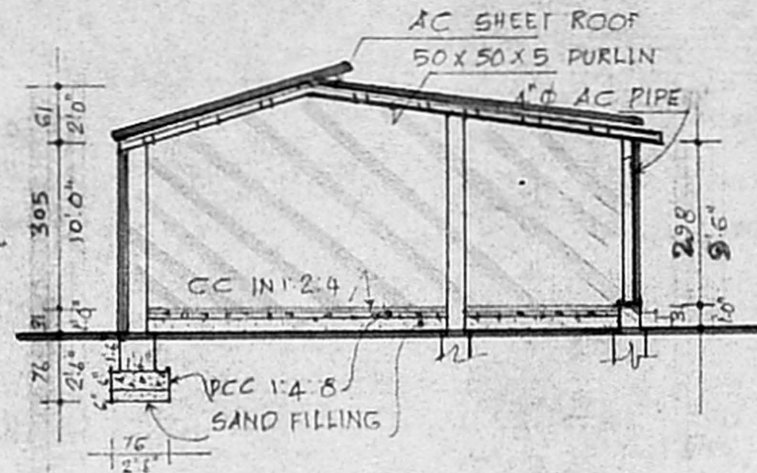 AC SHEET ROOF
50 X 50 X 5 PURLIN
4"Φ AC PIPE
61
2'0"
305
10'.0"
31
1'.0"
76
2'.6"
298
9'6"
31
1'.0"
CC IN 1:2:4
PCC 1:4:8
SAND FILLING
6"
76
2'6"